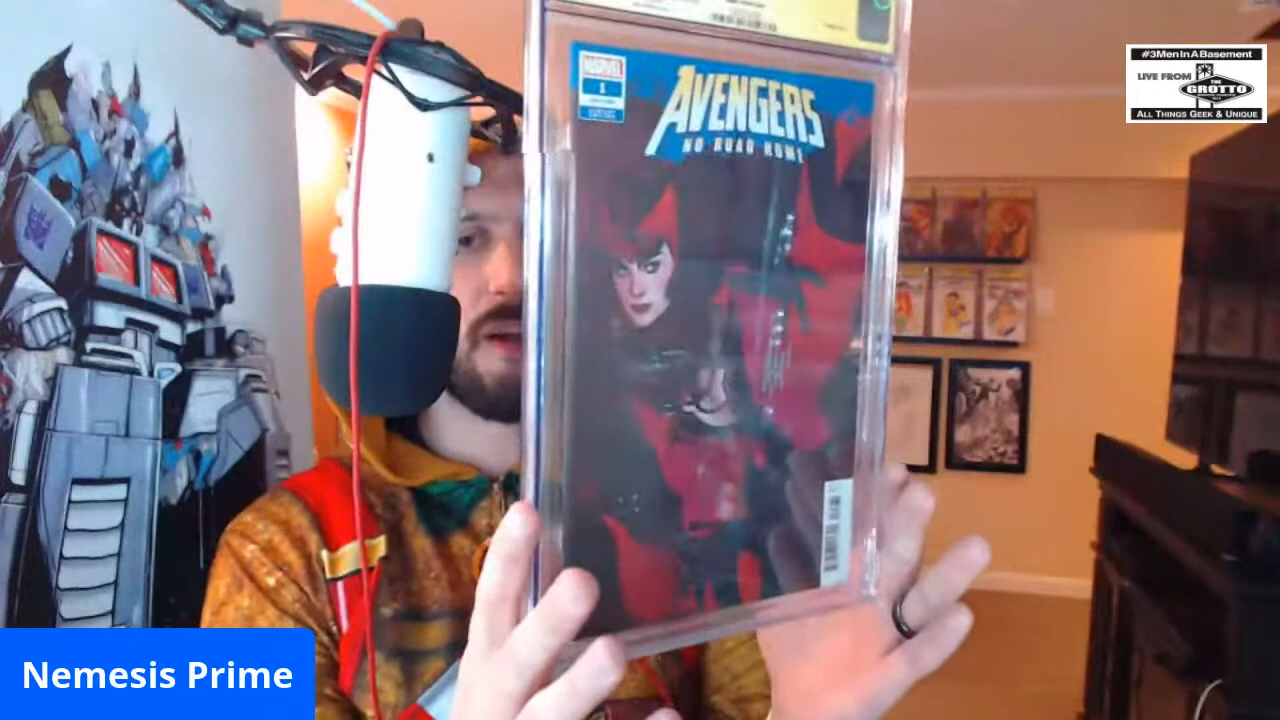 #3MenInABasement
LIVE FROM
THE
GROTTO
ALL THINGS GEEK & UNIQUE
MARVEL
1
AVENGERS
NO ROAD HOME
Nemesis Prime